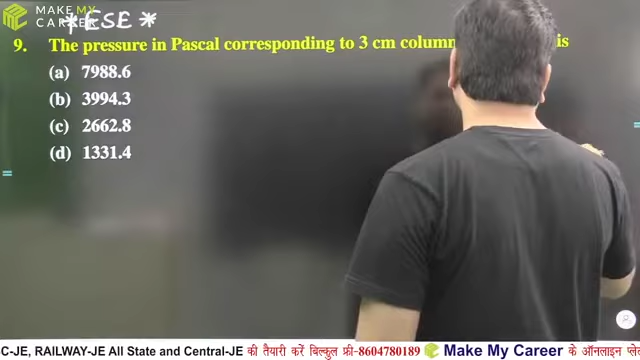 MAKE MY
CAREER
*ESE*
9. The pressure in Pascal corresponding to 3 cm column is
(a) 7988.6
(b) 3994.3
(c) 2662.8
(d) 1331.4
C-JE, RAILWAY-JE All State and Central-JE की तैयारी करें बिल्कुल फ्री-8604780189 Make My Career के ऑनलाइन प्ले